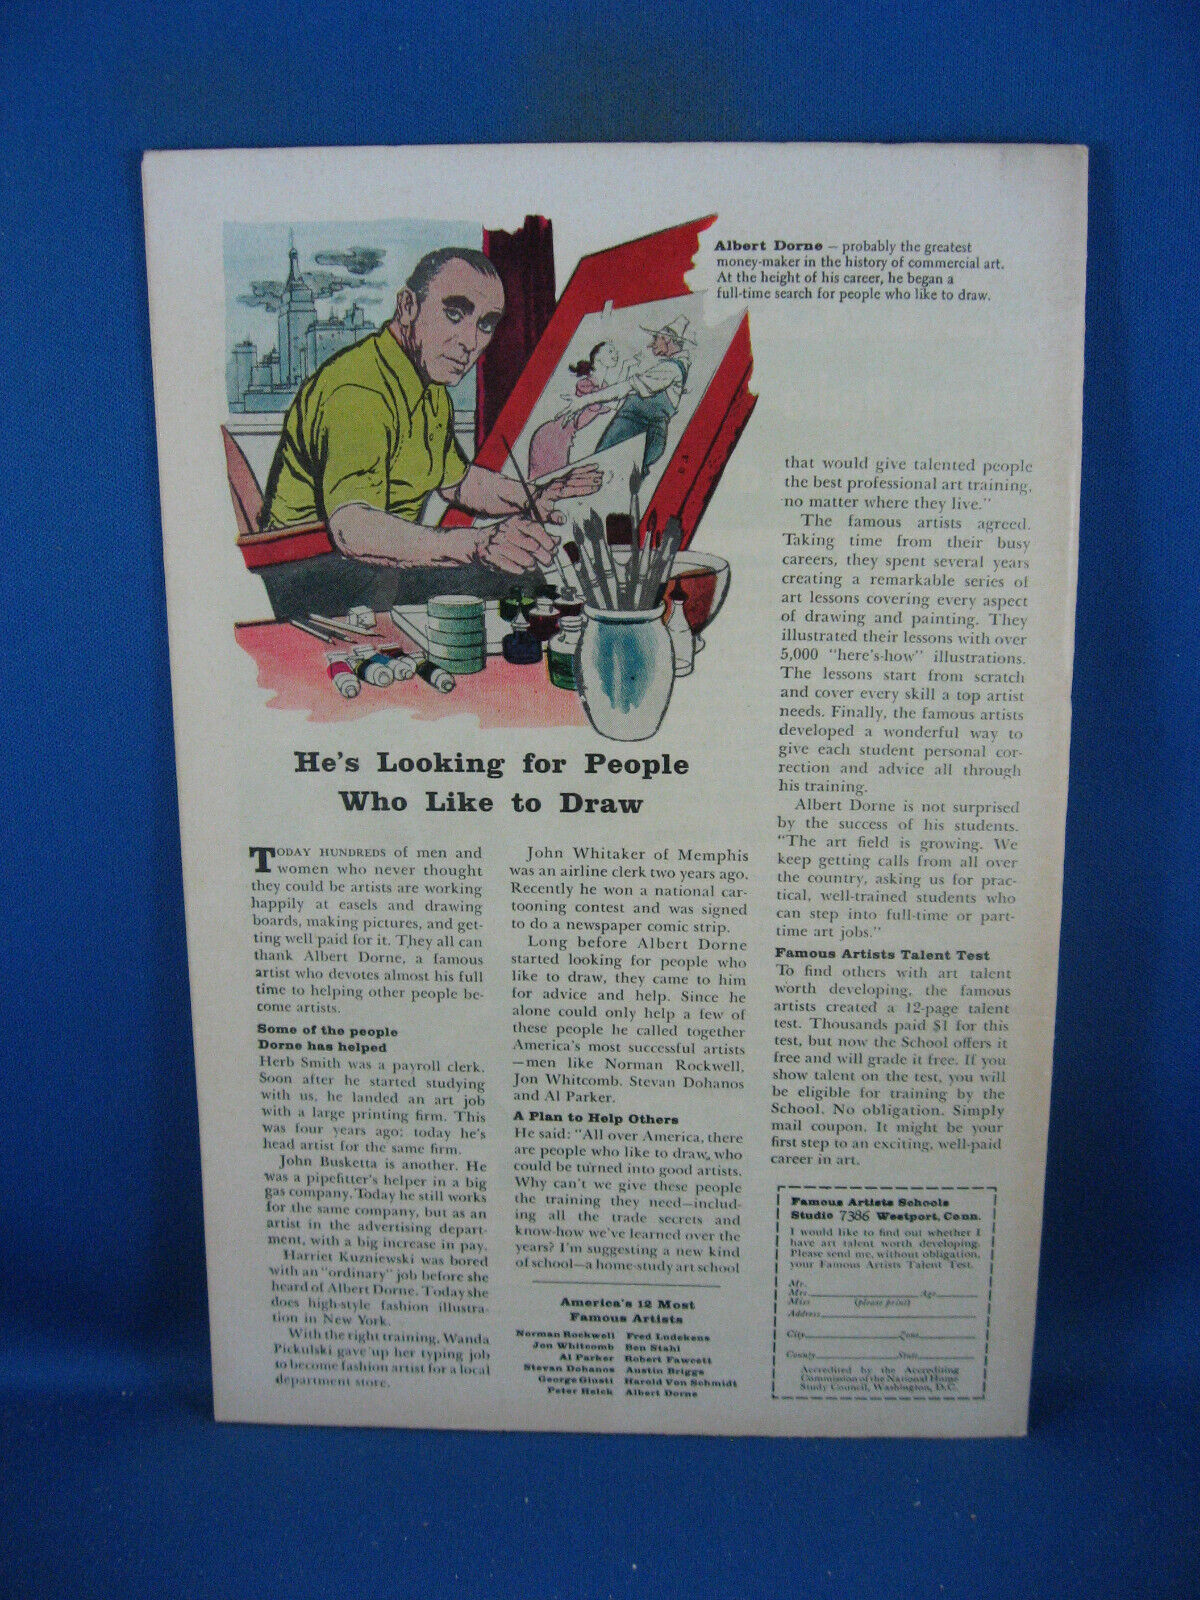 Albert Dorne — probably the greatest
money-maker in the history of commercial art.
At the height of his career, he began a
full-time search for people who like to draw.
He's Looking for People
Who Like to Draw
TODAY HUNDREDS of men and
women who never thought
they could be artists are working
happily at easels and drawing
boards, making pictures, and get-
ting well paid for it. They all can
thank Albert Dorne, a famous
artist who devotes almost his full
time to helping other people be-
come artists.
Some of the people
Dorne has helped
Herb Smith was a payroll clerk.
Soon after he started studying
with us, he landed an art job
with a large printing firm. This
was four years ago; today he's
head artist for the same firm.
John Busketta is another. He
was a pipefitter's helper in a big
gas company. Today he still works
for the same company, but as an
artist in the advertising depart-
ment, with a big increase in pay.
Harriet Kuzniewski was bored
with an "ordinary" job before she
heard of Albert Dorne. Today she
does high-style fashion illustra-
tion in New York.
With the right training, Wanda
Pickulski gave up her typing job
to become fashion artist for a local
department store.
John Whitaker of Memphis
was an airline clerk two years ago.
Recently he won a national car-
tooning contest and was signed
to do a newspaper comic strip.
Long before Albert Dorne
started looking for people who
like to draw, they came to him
for advice and help. Since he
alone could only help a few of
these people he called together
America's most successful artists
—men like Norman Rockwell,
Jon Whitcomb, Stevan Dohanos
and Al Parker.
A Plan to Help Others
He said: "All over America, there
are people who like to draw, who
could be turned into good artists.
Why can't we give these people
the training they need—includ-
ing all the trade secrets and
know-how we've learned over the
years? I'm suggesting a new kind
of school—a home study art school
that would give talented people
the best professional art training,
no matter where they live."
The famous artists agreed.
Taking time from their busy
careers, they spent several years
creating a remarkable series of
art lessons covering every aspect
of drawing and painting. They
illustrated their lessons with over
5,000 "here's-how" illustrations.
The lessons start from scratch
and cover every skill a top artist
needs. Finally, the famous artists
developed a wonderful way to
give each student personal cor-
rection and advice all through
his training.
Albert Dorne is not surprised
by the success of his students.
"The art field is growing. We
keep getting calls from all over
the country, asking us for prac-
tical, well-trained students who
can step into full-time or part-
time art jobs."
Famous Artists Talent Test
To find others with art talent
worth developing, the famous
artists created a 12-page talent
test. Thousands paid $1 for this
test, but now the School offers it
free and will grade it free. If you
show talent on the test, you will
be eligible for training by the
School. No obligation. Simply
mail coupon. It might be your
first step to an exciting, well-paid
career in art.
America's 12 Most
Famous Artists
Norman Rockwell Fred Ludekens
Jon Whitcomb Ben Stahl
Al Parker Robert Fawcett
Stevan Dohanos Austin Briggs
George Giusti Harold Von Schmidt
Peter Helck Albert Dorne
Famous Artists Schools
Studio 7386 Westport, Conn.
I would like to find out whether I
have art talent worth developing.
Please send me, without obligation,
your Famous Artists Talent Test.
Mr.
Mrs. Age
Miss (please print)
Address
City Zone
County State
Accredited by the Accrediting
Commission of the National Home
Study Council, Washington, D.C.